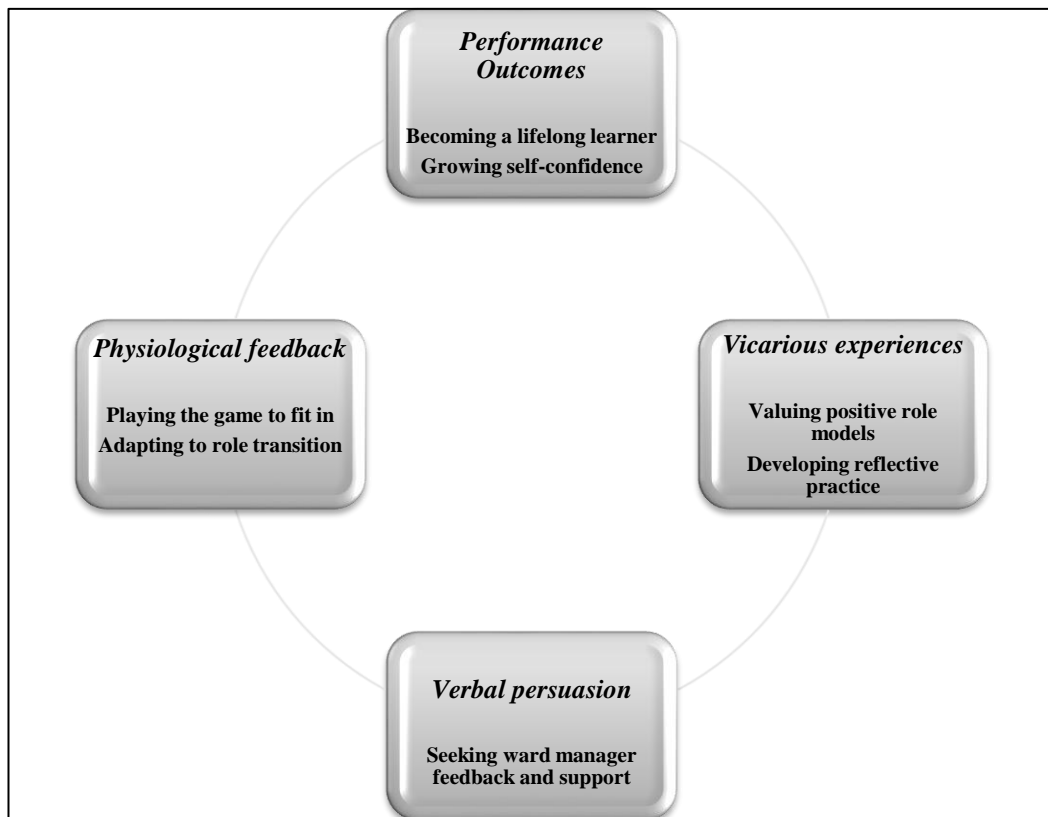 Performance
Outcomes
Becoming a lifelong learner
Growing self-confidence
Physiological feedback
Playing the game to fit in
Adapting to role transition
Vicarious experiences
Valuing positive role
models
Developing reflective
practice
Verbal persuasion
Seeking ward manager
feedback and support